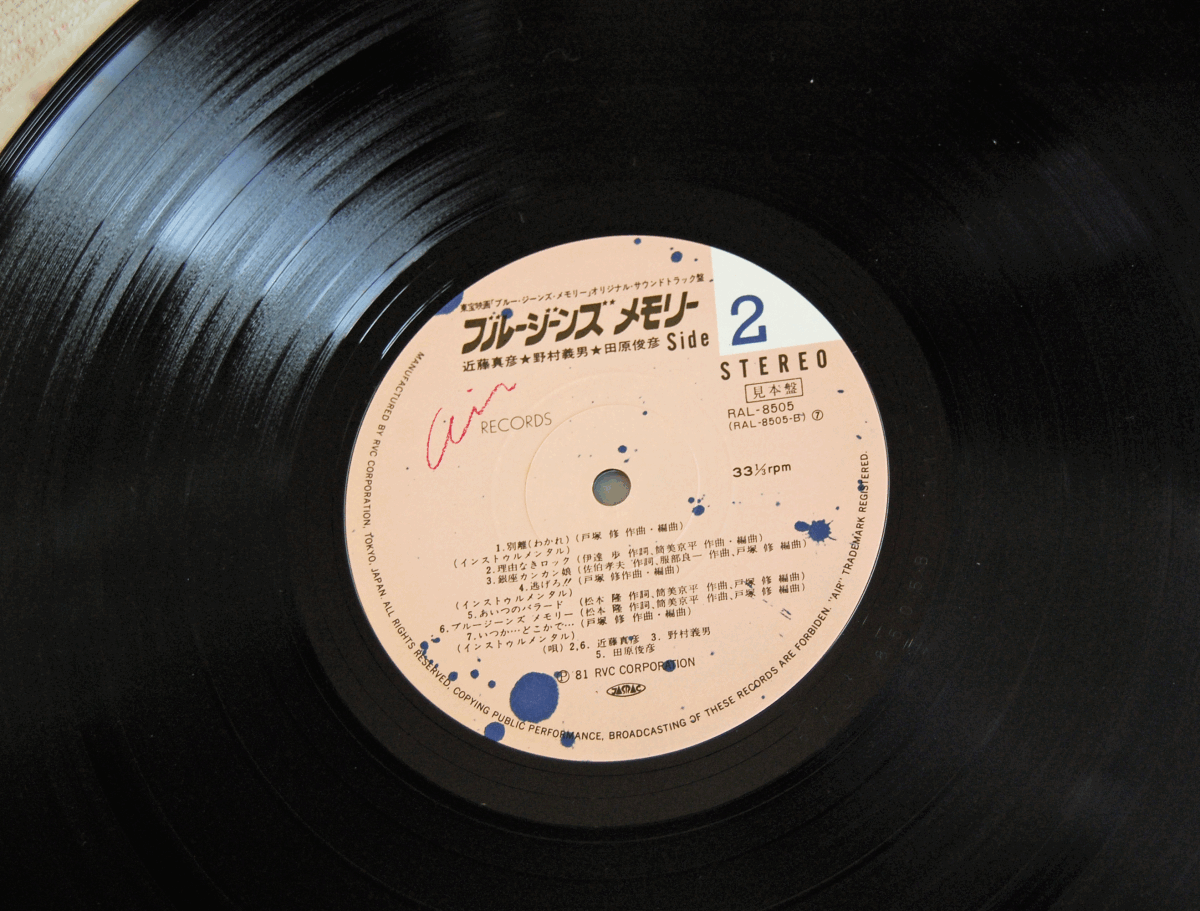 東宝映画「ブルー・ジーンズ・メモリー」オリジナル・サウンドトラック盤
ブルージーンズ メモリー
近藤真彦★野村義男★田原俊彦
Side 2
STEREO
見本盤
RAL-8505
(RAL-8505-B) ⑦
air RECORDS
33⅓rpm
1.別離(わかれ) (戸塚 修 作曲・編曲)
(インストゥルメンタル)
2.理由なきロック (伊達 歩 作詞、筒美京平 作曲・編曲)
3.銀座カンカン娘 (佐伯孝夫 作詞、服部良一 作曲、戸塚 修 編曲)
4.逃げろ!! (戸塚 修作曲・編曲)
(インストゥルメンタル)
5.あいつのバラード (松本 隆 作詞、筒美京平 作曲、戸塚 修 編曲)
6.ブルージーンズ メモリー (松本 隆 作詞、筒美京平 作曲、戸塚 修 編曲)
7.いつか…どこかで… (戸塚 修 作曲・編曲)
(インストゥルメンタル)
(唄) 2,6. 近藤真彦 3. 野村義男
5. 田原俊彦
Ⓟ 81 RVC CORPORATION
JASRAC
MANUFACTURED BY RVC CORPORATION, TOKYO, JAPAN. ALL RIGHTS RESERVED. COPYING PUBLIC PERFORMANCE, BROADCASTING OF THESE RECORDS ARE FORBIDEN. "AIR" TRADEMARK REGISTERED.